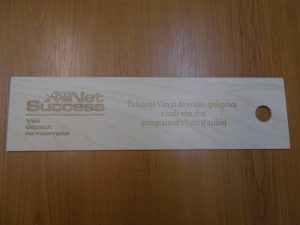 Net
Success
Váš
úspech
na internete
Ďakujeme Vám za doterajšiu spoluprácu
a bude nám cťou
spolupracovať s Vami aj naďalej